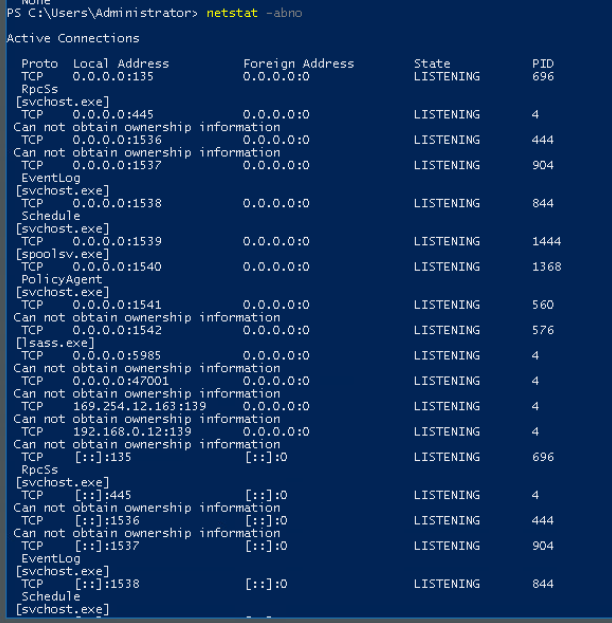 None
PS C:\Users\Administrator> netstat -abno
Active Connections
Proto Local Address Foreign Address State PID
TCP 0.0.0.0:135 0.0.0.0:0 LISTENING 696
RpcSs
[svchost.exe]
TCP 0.0.0.0:445 0.0.0.0:0 LISTENING 4
Can not obtain ownership information
TCP 0.0.0.0:1536 0.0.0.0:0 LISTENING 444
Can not obtain ownership information
TCP 0.0.0.0:1537 0.0.0.0:0 LISTENING 904
EventLog
[svchost.exe]
TCP 0.0.0.0:1538 0.0.0.0:0 LISTENING 844
Schedule
[svchost.exe]
TCP 0.0.0.0:1539 0.0.0.0:0 LISTENING 1444
[spoolsv.exe]
TCP 0.0.0.0:1540 0.0.0.0:0 LISTENING 1368
PolicyAgent
[svchost.exe]
TCP 0.0.0.0:1541 0.0.0.0:0 LISTENING 560
Can not obtain ownership information
TCP 0.0.0.0:1542 0.0.0.0:0 LISTENING 576
[lsass.exe]
TCP 0.0.0.0:5985 0.0.0.0:0 LISTENING 4
Can not obtain ownership information
TCP 0.0.0.0:47001 0.0.0.0:0 LISTENING 4
Can not obtain ownership information
TCP 169.254.12.163:139 0.0.0.0:0 LISTENING 4
Can not obtain ownership information
TCP 192.168.0.12:139 0.0.0.0:0 LISTENING 4
Can not obtain ownership information
TCP [::]:135 [::]:0 LISTENING 696
RpcSs
[svchost.exe]
TCP [::]:445 [::]:0 LISTENING 4
Can not obtain ownership information
TCP [::]:1536 [::]:0 LISTENING 444
Can not obtain ownership information
TCP [::]:1537 [::]:0 LISTENING 904
EventLog
[svchost.exe]
TCP [::]:1538 [::]:0 LISTENING 844
Schedule
[svchost.exe]